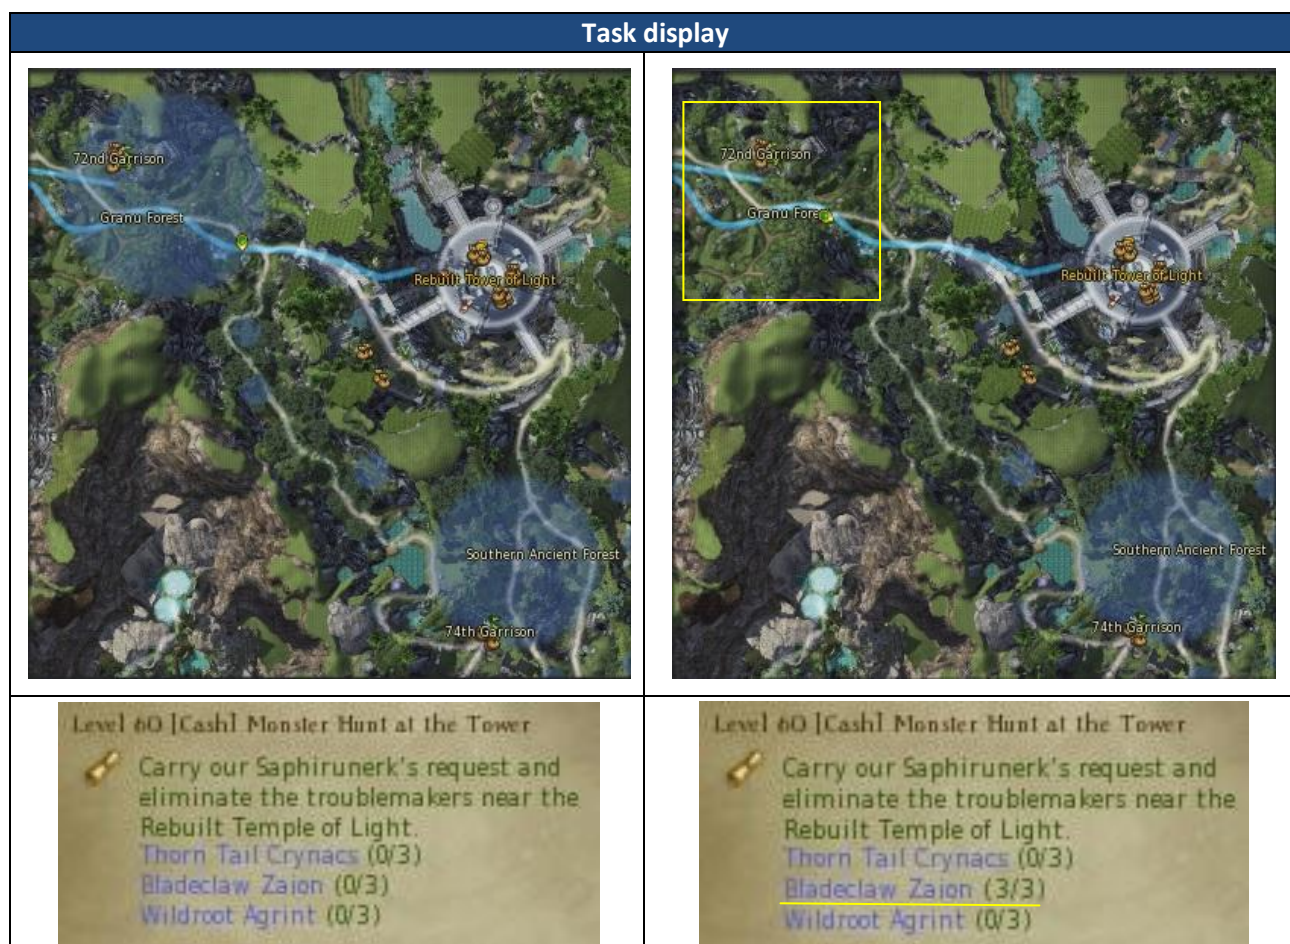 Task display
72nd Garrison
Granu Forest
Rebuilt Tower of Light
Southern Ancient Forest
74th Garrison
72nd Garrison
Granu Fore
Rebuilt Tower of Light
Southern Ancient Forest
74th Garrison
Level 60 [Cash] Monster Hunt at the Tower
Carry our Saphirunerk's request and
eliminate the troublemakers near the
Rebuilt Temple of Light.
Thorn Tail Crynacs (0/3)
Bladeclaw Zaion (0/3)
Wildroot Agrint (0/3)
Level 60 [Cash] Monster Hunt at the Tower
Carry our Saphirunerk's request and
eliminate the troublemakers near the
Rebuilt Temple of Light.
Thorn Tail Crynacs (0/3)
Bladeclaw Zaion (3/3)
Wildroot Agrint (0/3)